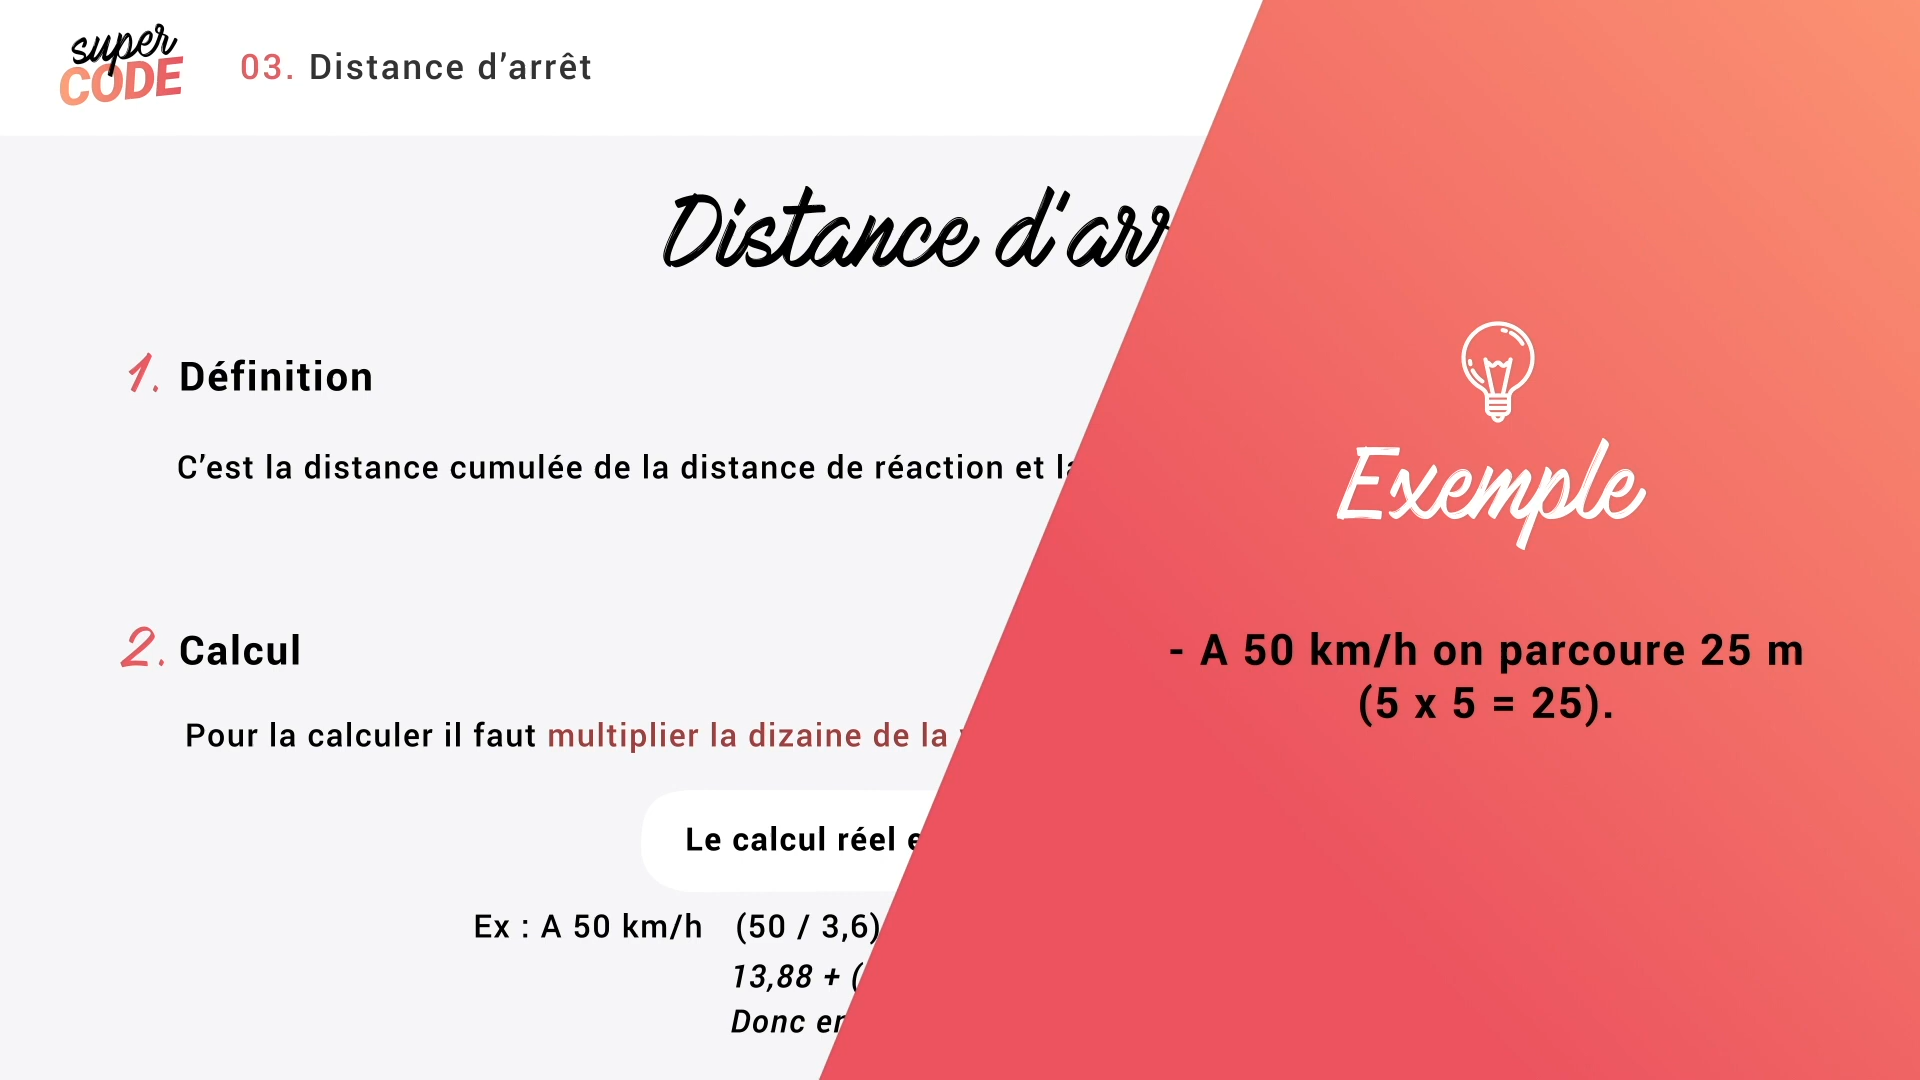 super
CODE
03. Distance d’arrêt
Distance d'arr
1. Définition
C’est la distance cumulée de la distance de réaction et la
2. Calcul
Pour la calculer il faut multiplier la dizaine de la
Le calcul réel e
Ex : A 50 km/h (50 / 3,6)
13,88 + (
Donc en
Exemple
- A 50 km/h on parcoure 25 m
(5 x 5 = 25).